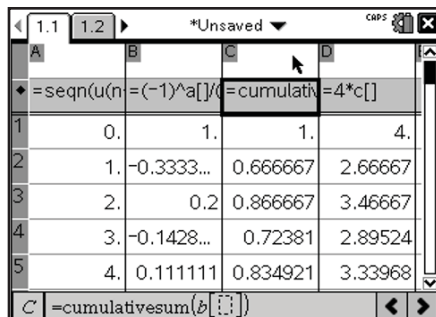 1.1 1.2 *Unsaved CAPS
A B C D
=seqn(u(n- =(−1)^a[]/( =cumulativ =4*c[]
1 0. 1. 1. 4.
2 1. −0.3333... 0.666667 2.66667
3 2. 0.2 0.866667 3.46667
4 3. −0.1428... 0.72381 2.89524
5 4. 0.111111 0.834921 3.33968
C =cumulativesum(b[])